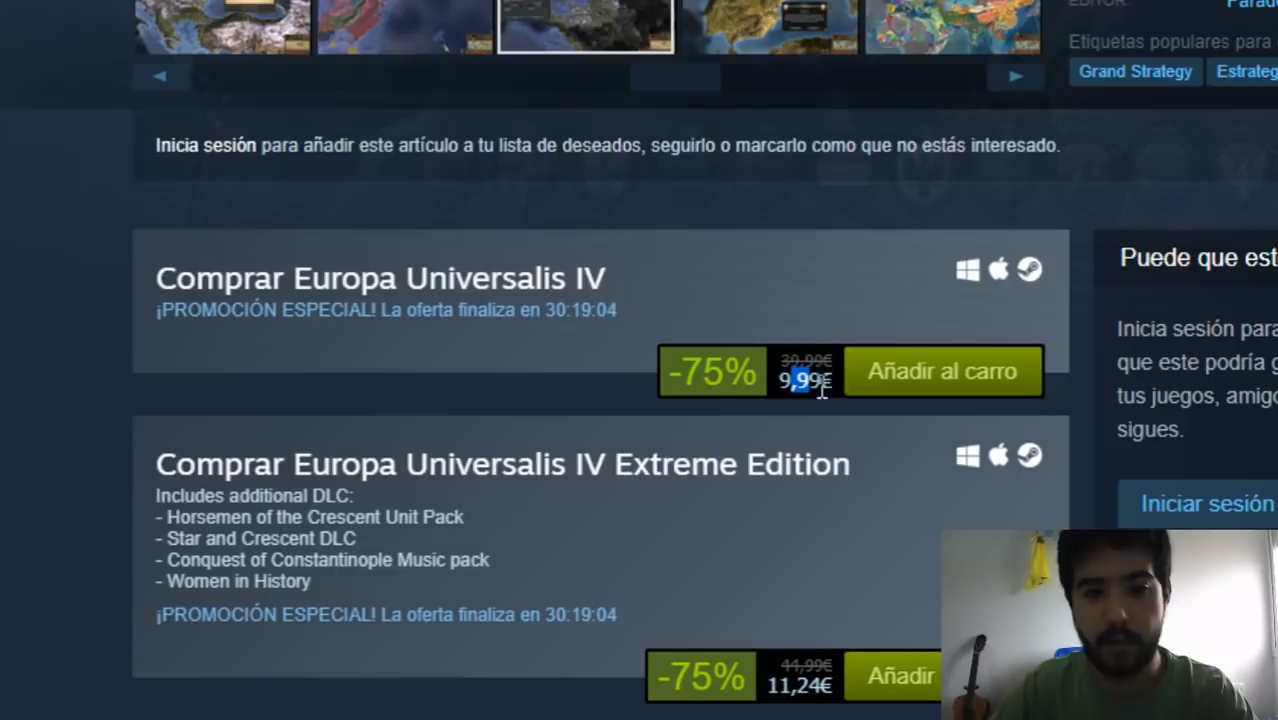 Etiquetas populares para
Grand Strategy
Inicia sesión para añadir este artículo a tu lista de deseados, seguirlo o marcarlo como que no estás interesado.
Comprar Europa Universalis IV
¡PROMOCIÓN ESPECIAL! La oferta finaliza en 30:19:04
-75%
39,99€
9,99€
Añadir al carro
Comprar Europa Universalis IV Extreme Edition
Includes additional DLC:
- Horsemen of the Crescent Unit Pack
- Star and Crescent DLC
- Conquest of Constantinople Music pack
- Women in History
¡PROMOCIÓN ESPECIAL! La oferta finaliza en 30:19:04
-75%
44,99€
11,24€
Añadir
Puede que est
Inicia sesión para
que este podría g
tus juegos, amigo
sigues.
Iniciar sesión